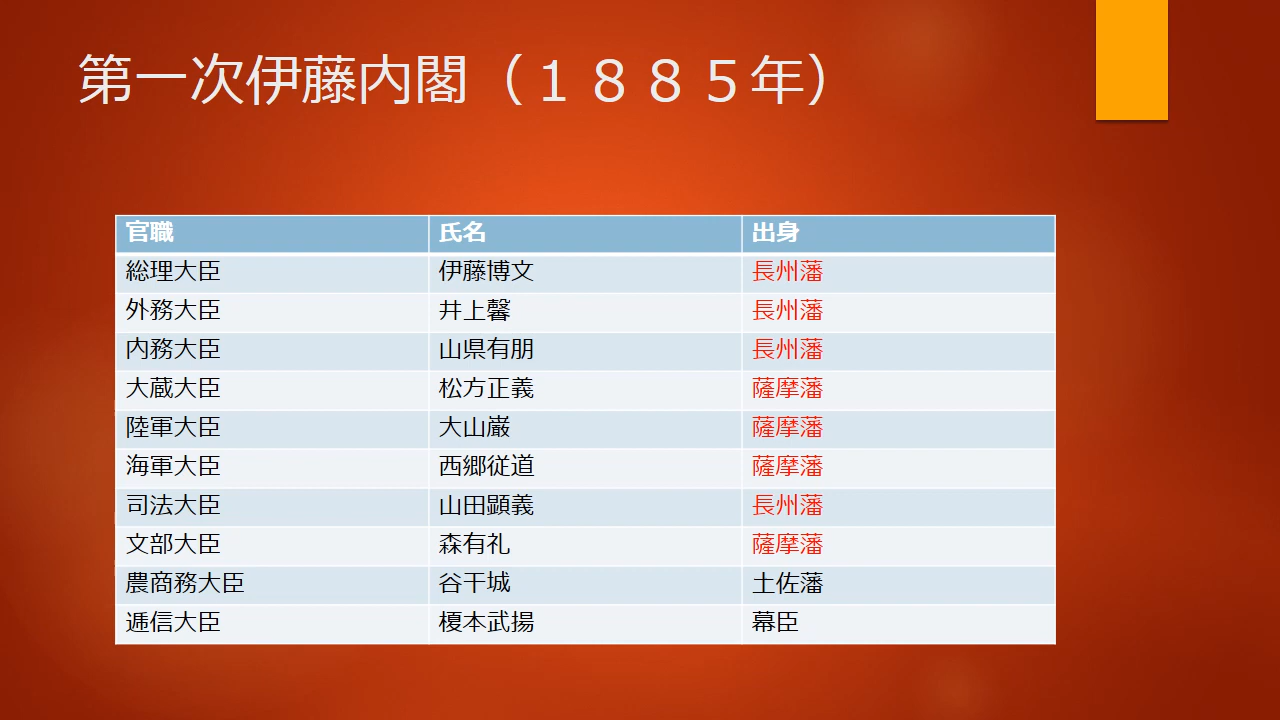 第一次伊藤内閣（１８８５年）
官職 氏名 出身
総理大臣 伊藤博文 長州藩
外務大臣 井上馨 長州藩
内務大臣 山県有朋 長州藩
大蔵大臣 松方正義 薩摩藩
陸軍大臣 大山巌 薩摩藩
海軍大臣 西郷従道 薩摩藩
司法大臣 山田顕義 長州藩
文部大臣 森有礼 薩摩藩
農商務大臣 谷干城 土佐藩
逓信大臣 榎本武揚 幕臣